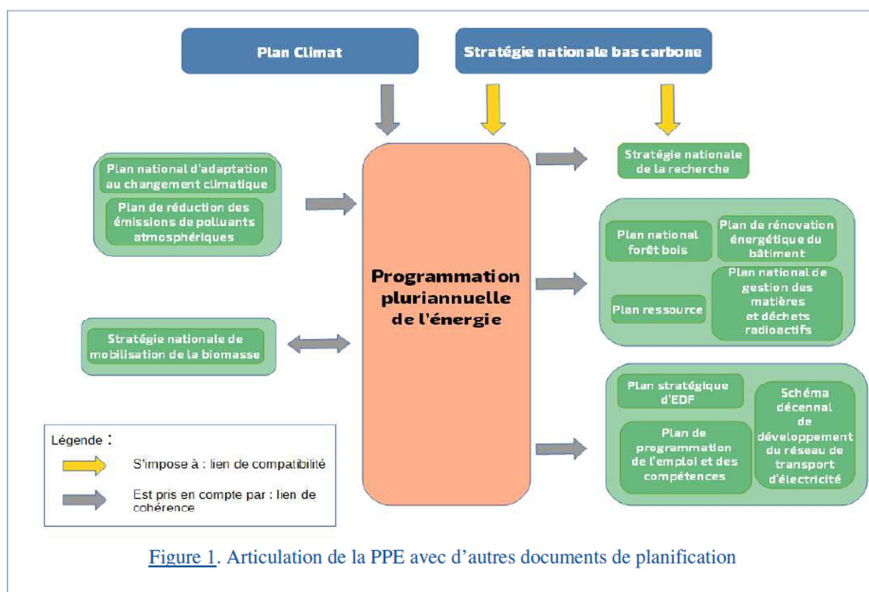 Plan Climat
Stratégie nationale bas carbone
Plan national d'adaptation
au changement climatique
Plan de réduction des
émissions de polluants
atmosphériques
Stratégie nationale de
mobilisation de la biomasse
Programmation
pluriannuelle
de l'énergie
Stratégie nationale
de la recherche
Plan national
forêt bois
Plan de rénovation
énergétique du
bâtiment
Plan ressource
Plan national de
gestion des
matières
et déchets
radioactifs
Plan stratégique
d'EDF
Plan de
programmation
de l'emploi et des
compétences
Schéma
décennal
de
développement
du réseau de
transport
d'électricité
Légende :
S'impose à : lien de compatibilité
Est pris en compte par : lien de
cohérence
Figure 1. Articulation de la PPE avec d'autres documents de planification